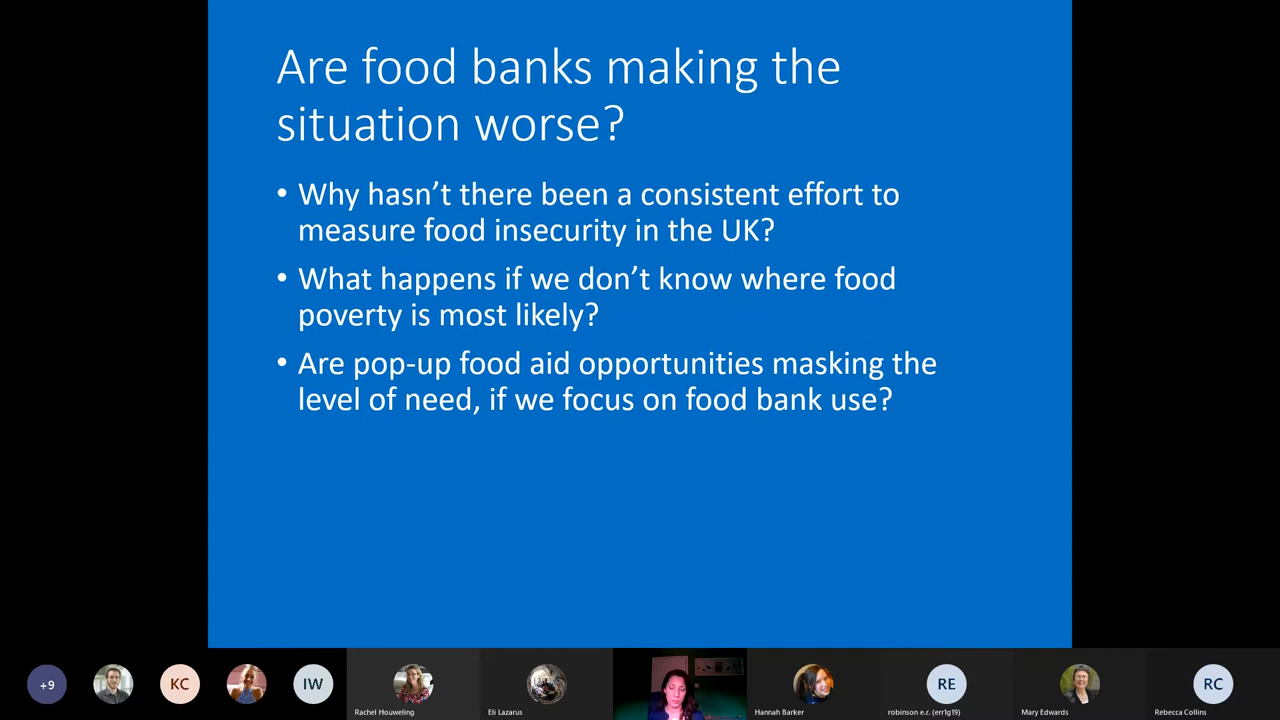 Are food banks making the
situation worse?
• Why hasn’t there been a consistent effort to
measure food insecurity in the UK?
• What happens if we don’t know where food
poverty is most likely?
• Are pop-up food aid opportunities masking the
level of need, if we focus on food bank use?
+9
KC
IW
Rachel Houweling
Eli Lazarus
Hannah Barker
RE
robinson e.r. (err1g19)
Mary Edwards
RC
Rebecca Collins